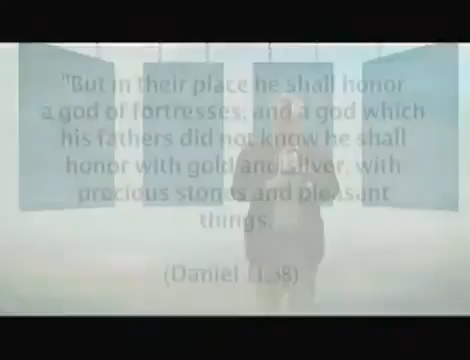 "But in their place he shall honor
a god of fortresses, and a god which
his fathers did not know he shall
honor with gold and silver, with
precious stones and pleasant
things.
(Daniel 11:38)